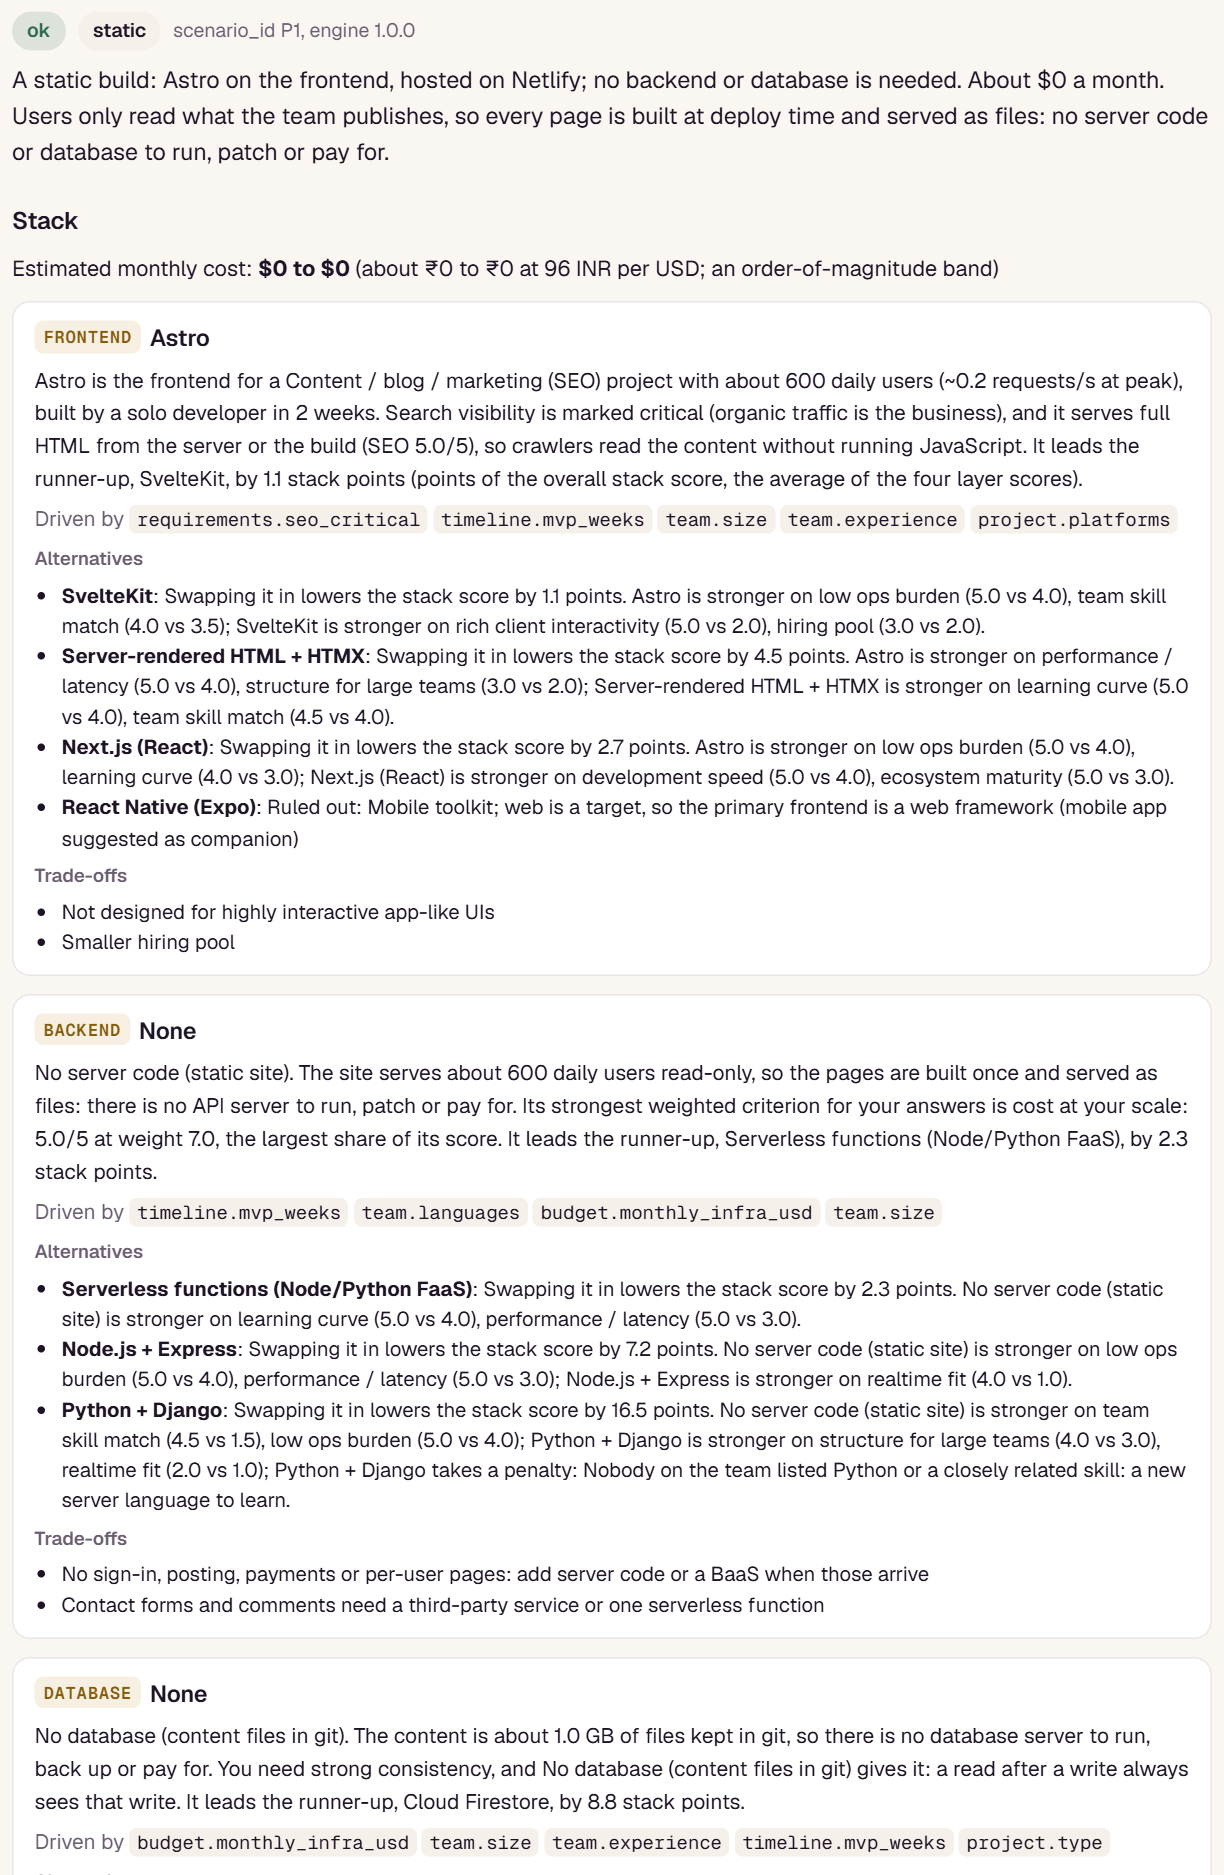 ok static scenario_id P1, engine 1.0.0
A static build: Astro on the frontend, hosted on Netlify; no backend or database is needed. About $0 a month.
Users only read what the team publishes, so every page is built at deploy time and served as files: no server code
or database to run, patch or pay for.
Stack
Estimated monthly cost: $0 to $0 (about ₹0 to ₹0 at 96 INR per USD; an order-of-magnitude band)
FRONTEND Astro
Astro is the frontend for a Content / blog / marketing (SEO) project with about 600 daily users (~0.2 requests/s at peak),
built by a solo developer in 2 weeks. Search visibility is marked critical (organic traffic is the business), and it serves full
HTML from the server or the build (SEO 5.0/5), so crawlers read the content without running JavaScript. It leads the
runner-up, SvelteKit, by 1.1 stack points (points of the overall stack score, the average of the four layer scores).
Driven by requirements.seo_critical timeline.mvp_weeks team.size team.experience project.platforms
Alternatives
• SvelteKit: Swapping it in lowers the stack score by 1.1 points. Astro is stronger on low ops burden (5.0 vs 4.0), team skill
match (4.0 vs 3.5); SvelteKit is stronger on rich client interactivity (5.0 vs 2.0), hiring pool (3.0 vs 2.0).
• Server-rendered HTML + HTMX: Swapping it in lowers the stack score by 4.5 points. Astro is stronger on performance /
latency (5.0 vs 4.0), structure for large teams (3.0 vs 2.0); Server-rendered HTML + HTMX is stronger on learning curve (5.0
vs 4.0), team skill match (4.5 vs 4.0).
• Next.js (React): Swapping it in lowers the stack score by 2.7 points. Astro is stronger on low ops burden (5.0 vs 4.0),
learning curve (4.0 vs 3.0); Next.js (React) is stronger on development speed (5.0 vs 4.0), ecosystem maturity (5.0 vs 3.0).
• React Native (Expo): Ruled out: Mobile toolkit; web is a target, so the primary frontend is a web framework (mobile app
suggested as companion)
Trade-offs
• Not designed for highly interactive app-like UIs
• Smaller hiring pool
BACKEND None
No server code (static site). The site serves about 600 daily users read-only, so the pages are built once and served as
files: there is no API server to run, patch or pay for. Its strongest weighted criterion for your answers is cost at your scale:
5.0/5 at weight 7.0, the largest share of its score. It leads the runner-up, Serverless functions (Node/Python FaaS), by 2.3
stack points.
Driven by timeline.mvp_weeks team.languages budget.monthly_infra_usd team.size
Alternatives
• Serverless functions (Node/Python FaaS): Swapping it in lowers the stack score by 2.3 points. No server code (static
site) is stronger on learning curve (5.0 vs 4.0), performance / latency (5.0 vs 3.0).
• Node.js + Express: Swapping it in lowers the stack score by 7.2 points. No server code (static site) is stronger on low ops
burden (5.0 vs 4.0), performance / latency (5.0 vs 3.0); Node.js + Express is stronger on realtime fit (4.0 vs 1.0).
• Python + Django: Swapping it in lowers the stack score by 16.5 points. No server code (static site) is stronger on team
skill match (4.5 vs 1.5), low ops burden (5.0 vs 4.0); Python + Django is stronger on structure for large teams (4.0 vs 3.0),
realtime fit (2.0 vs 1.0); Python + Django takes a penalty: Nobody on the team listed Python or a closely related skill: a new
server language to learn.
Trade-offs
• No sign-in, posting, payments or per-user pages: add server code or a BaaS when those arrive
• Contact forms and comments need a third-party service or one serverless function
DATABASE None
No database (content files in git). The content is about 1.0 GB of files kept in git, so there is no database server to run,
back up or pay for. You need strong consistency, and No database (content files in git) gives it: a read after a write always
sees that write. It leads the runner-up, Cloud Firestore, by 8.8 stack points.
Driven by budget.monthly_infra_usd team.size team.experience timeline.mvp_weeks project.type